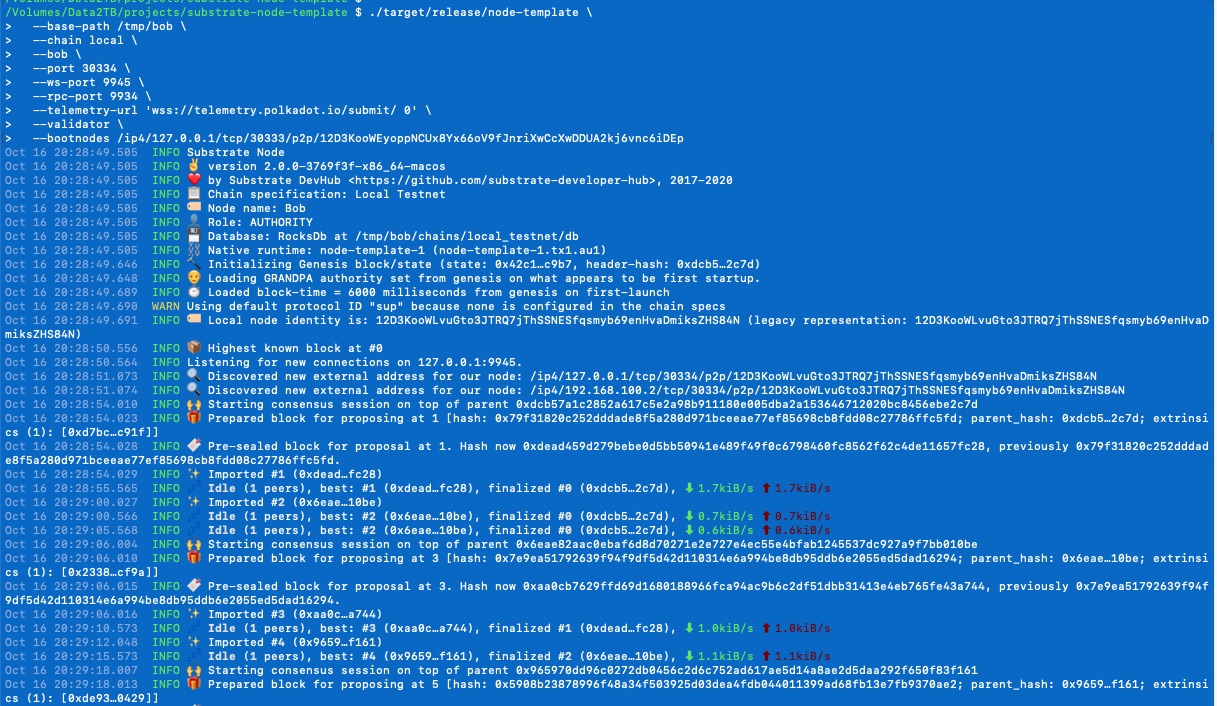 /Volumes/Data2TB/projects/substrate-node-template $
/Volumes/Data2TB/projects/substrate-node-template $ ./target/release/node-template \
>   --base-path /tmp/bob \
>   --chain local \
>   --bob \
>   --port 30334 \
>   --ws-port 9945 \
>   --rpc-port 9934 \
>   --telemetry-url 'wss://telemetry.polkadot.io/submit/ 0' \
>   --validator \
>   --bootnodes /ip4/127.0.0.1/tcp/30333/p2p/12D3KooWEyoppNCUx8Yx66oV9fJnriXwCcXwDDUA2kj6vnc6iDEp
Oct 16 20:28:49.505  INFO Substrate Node
Oct 16 20:28:49.505  INFO ✌️ version 2.0.0-3769f3f-x86_64-macos
Oct 16 20:28:49.505  INFO ❤️ by Substrate DevHub <https://github.com/substrate-developer-hub>, 2017-2020
Oct 16 20:28:49.505  INFO 📋 Chain specification: Local Testnet
Oct 16 20:28:49.505  INFO 🏷 Node name: Bob
Oct 16 20:28:49.505  INFO 👤 Role: AUTHORITY
Oct 16 20:28:49.505  INFO 💾 Database: RocksDb at /tmp/bob/chains/local_testnet/db
Oct 16 20:28:49.505  INFO ⛓ Native runtime: node-template-1 (node-template-1.tx1.au1)
Oct 16 20:28:49.646  INFO 🔨 Initializing Genesis block/state (state: 0x42c1…c9b7, header-hash: 0xdcb5…2c7d)
Oct 16 20:28:49.648  INFO 👴 Loading GRANDPA authority set from genesis on what appears to be first startup.
Oct 16 20:28:49.689  INFO ⏱ Loaded block-time = 6000 milliseconds from genesis on first-launch
Oct 16 20:28:49.690  WARN Using default protocol ID "sup" because none is configured in the chain specs
Oct 16 20:28:49.691  INFO 🏷 Local node identity is: 12D3KooWLvuGto3JTRQ7jThSSNESfqsmyb69enHvaDmiksZHS84N (legacy representation: 12D3KooWLvuGto3JTRQ7jThSSNESfqsmyb69enHvaD
miksZHS84N)
Oct 16 20:28:50.556  INFO 📦 Highest known block at #0
Oct 16 20:28:50.564  INFO Listening for new connections on 127.0.0.1:9945.
Oct 16 20:28:51.073  INFO 🔍 Discovered new external address for our node: /ip4/127.0.0.1/tcp/30334/p2p/12D3KooWLvuGto3JTRQ7jThSSNESfqsmyb69enHvaDmiksZHS84N
Oct 16 20:28:51.074  INFO 🔍 Discovered new external address for our node: /ip4/192.168.100.2/tcp/30334/p2p/12D3KooWLvuGto3JTRQ7jThSSNESfqsmyb69enHvaDmiksZHS84N
Oct 16 20:28:54.010  INFO 🙌 Starting consensus session on top of parent 0xdcb57a1c2852a617c5e2a98b911180e005dba2a153646712020bc8456ebe2c7d
Oct 16 20:28:54.023  INFO 🎁 Prepared block for proposing at 1 [hash: 0x79f31820c252dddade8f5a280d971bceeae77ef85698cb8fdd08c27786ffc5fd; parent_hash: 0xdcb5…2c7d; extrinsi
cs (1): [0xd7bc…c91f]]
Oct 16 20:28:54.028  INFO 🔖 Pre-sealed block for proposal at 1. Hash now 0xdead459d279bebe0d5bb50941e489f49f0c6798460fc8562f62c4de11657fc28, previously 0x79f31820c252dddad
e8f5a280d971bceeae77ef85698cb8fdd08c27786ffc5fd.
Oct 16 20:28:54.029  INFO ✨ Imported #1 (0xdead…fc28)
Oct 16 20:28:55.565  INFO 💤 Idle (1 peers), best: #1 (0xdead…fc28), finalized #0 (0xdcb5…2c7d), ⬇ 1.7kiB/s ⬆ 1.7kiB/s
Oct 16 20:29:00.027  INFO ✨ Imported #2 (0x6eae…10be)
Oct 16 20:29:00.566  INFO 💤 Idle (1 peers), best: #2 (0x6eae…10be), finalized #0 (0xdcb5…2c7d), ⬇ 0.7kiB/s ⬆ 0.7kiB/s
Oct 16 20:29:05.568  INFO 💤 Idle (1 peers), best: #2 (0x6eae…10be), finalized #0 (0xdcb5…2c7d), ⬇ 0.6kiB/s ⬆ 0.6kiB/s
Oct 16 20:29:06.004  INFO 🙌 Starting consensus session on top of parent 0x6eae82aac0ebaf6d8d70271e2e727e4ec55e4bfab1245537dc927a9f7bb010be
Oct 16 20:29:06.010  INFO 🎁 Prepared block for proposing at 3 [hash: 0x7e9ea51792639f94f9df5d42d110314e6a994be8db95ddb6e2055ed5dad16294; parent_hash: 0x6eae…10be; extrinsi
cs (1): [0x2338…cf9a]]
Oct 16 20:29:06.015  INFO 🔖 Pre-sealed block for proposal at 3. Hash now 0xaa0cb7629ffd69d1680188966fca94ac9b6c2df51dbb31413e4eb765fe43a744, previously 0x7e9ea51792639f94f
9df5d42d110314e6a994be8db95ddb6e2055ed5dad16294.
Oct 16 20:29:06.016  INFO ✨ Imported #3 (0xaa0c…a744)
Oct 16 20:29:10.573  INFO 💤 Idle (1 peers), best: #3 (0xaa0c…a744), finalized #1 (0xdead…fc28), ⬇ 1.0kiB/s ⬆ 1.0kiB/s
Oct 16 20:29:12.048  INFO ✨ Imported #4 (0x9659…f161)
Oct 16 20:29:15.573  INFO 💤 Idle (1 peers), best: #4 (0x9659…f161), finalized #2 (0x6eae…10be), ⬇ 1.1kiB/s ⬆ 1.1kiB/s
Oct 16 20:29:18.007  INFO 🙌 Starting consensus session on top of parent 0x965970dd96c0272db0456c2d6c752ad617ae5d14a8ae2d5daa292f650f83f161
Oct 16 20:29:18.013  INFO 🎁 Prepared block for proposing at 5 [hash: 0x5908b23878996f48a34f503925d03dea4fdb044011399ad68fb13e7fb9370ae2; parent_hash: 0x9659…f161; extrinsi
cs (1): [0xde93…0429]]